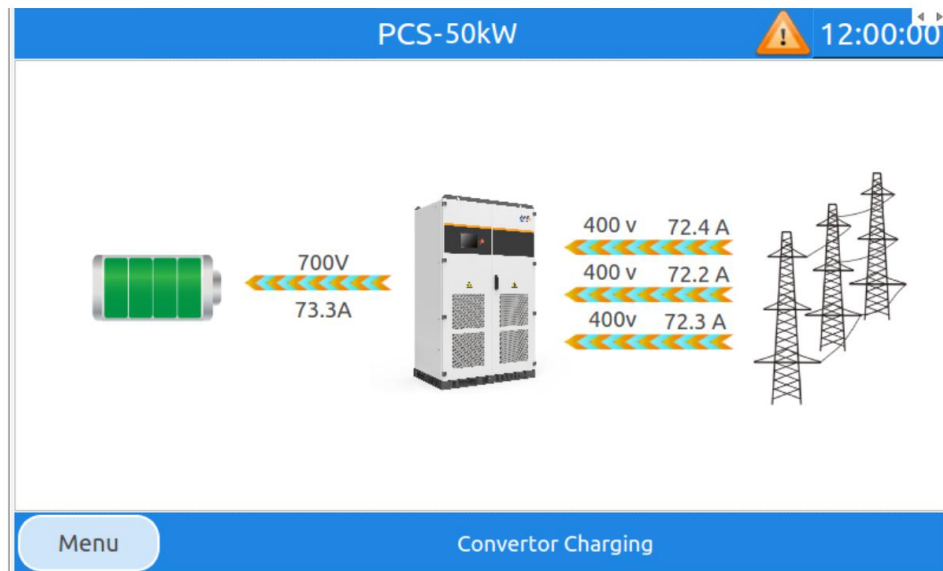 PCS-50kW
12:00:00
400 v 72.4 A
700V
400 v 72.2 A
73.3A
400v 72.3 A
Menu
Convertor Charging